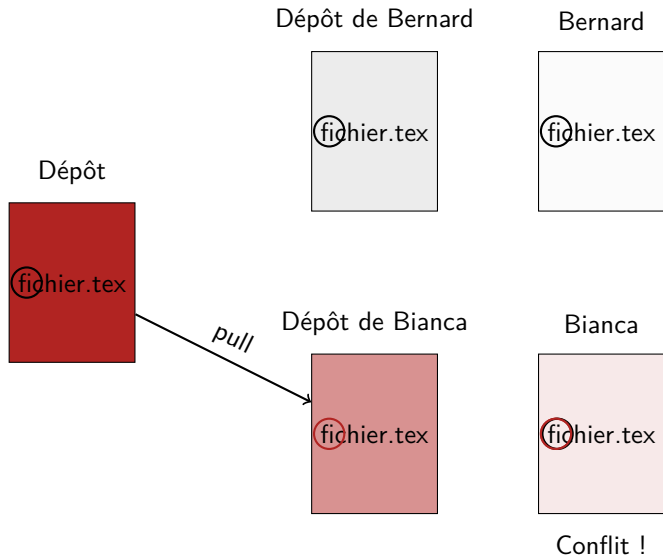 Dépôt de Bernard
Bernard
fichier.tex
fichier.tex
Dépôt
fichier.tex
pull
Dépôt de Bianca
Bianca
fichier.tex
fichier.tex
Conflit !